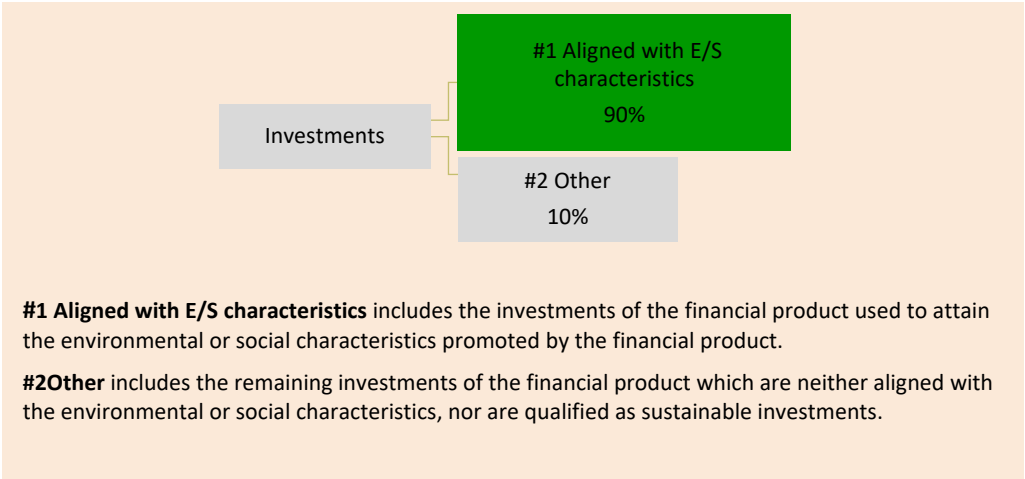 #1 Aligned with E/S
characteristics
90%
Investments
#2 Other
10%
#1 Aligned with E/S characteristics includes the investments of the financial product used to attain
the environmental or social characteristics promoted by the financial product.
#2Other includes the remaining investments of the financial product which are neither aligned with
the environmental or social characteristics, nor are qualified as sustainable investments.